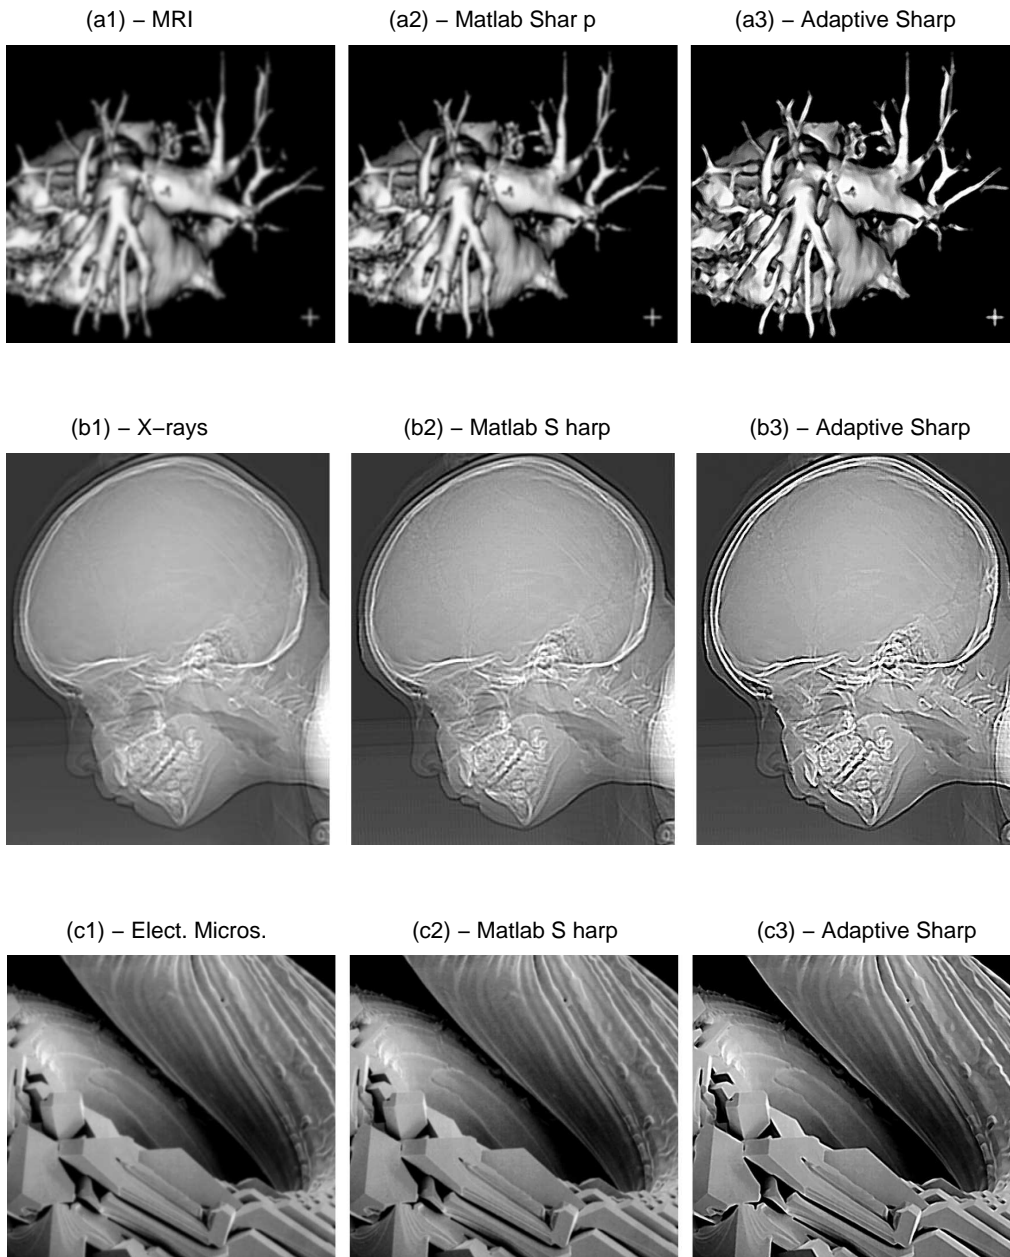 (a1) − MRI
(a2) − Matlab Shar p
(a3) − Adaptive Sharp
(b1) − X−rays
(b2) − Matlab S harp
(b3) − Adaptive Sharp
(c1) − Elect. Micros.
(c2) − Matlab S harp
(c3) − Adaptive Sharp